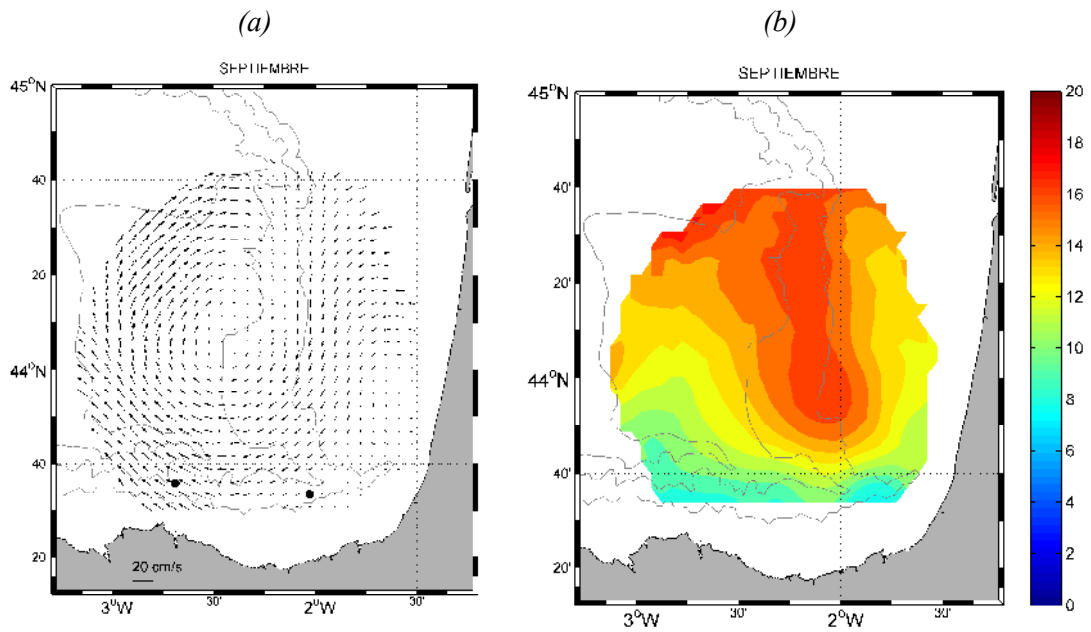 (a) (b)
SEPTIEMBRE SEPTIEMBRE
45°N 45°N 20
18
40 40' 16
14
20 20' 12
10
44°N 44°N 8
6
40 40' 4
2
20 20' 0
20 cm/s
3°W 30' 2°W 30' 3°W 30' 2°W 30'